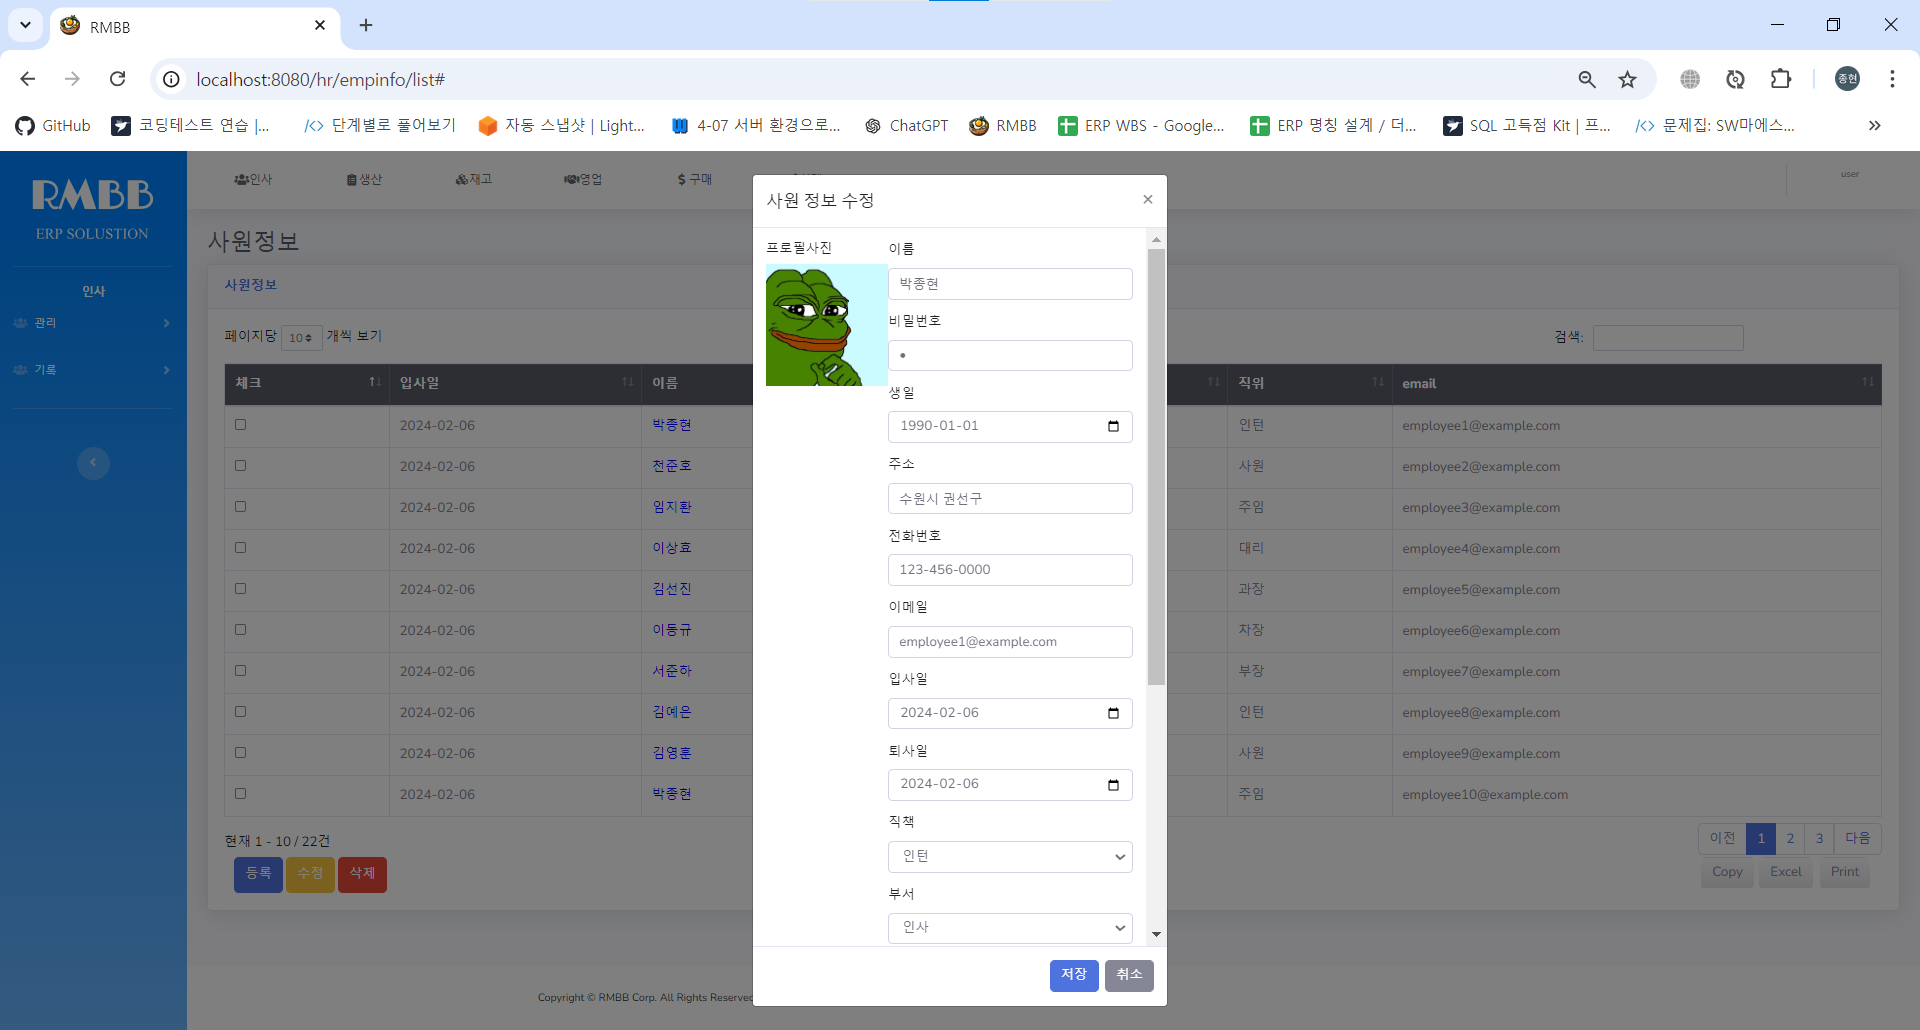 RMBB
localhost:8080/hr/empinfo/list#
종현
GitHub
코딩테스트 연습 |...
단계별로 풀어보기
자동 스냅샷 | Light...
4-07 서버 환경으로...
ChatGPT
RMBB
ERP WBS - Google...
ERP 명칭 설계 / 더...
SQL 고득점 Kit | 프...
문제집: SW마에스...
RMBB
ERP SOLUSTION
인사
관리
기록
인사
생산
재고
영업
구매
user
사원정보
사원정보
페이지당 10 개씩 보기
검색:
체크 입사일 이름 직위 email
2024-02-06 박종현 인턴 employee1@example.com
2024-02-06 천준호 사원 employee2@example.com
2024-02-06 임지환 주임 employee3@example.com
2024-02-06 이상효 대리 employee4@example.com
2024-02-06 김선진 과장 employee5@example.com
2024-02-06 이동규 차장 employee6@example.com
2024-02-06 서준하 부장 employee7@example.com
2024-02-06 김예은 인턴 employee8@example.com
2024-02-06 김영훈 사원 employee9@example.com
2024-02-06 박종현 주임 employee10@example.com
현재 1 - 10 / 22건
이전 1 2 3 다음
등록 수정 삭제
Copy Excel Print
Copyright © RMBB Corp. All Rights Reserved
사원 정보 수정 ×
프로필사진
이름
박종현
비밀번호
•
생일
1990-01-01
주소
수원시 권선구
전화번호
123-456-0000
이메일
employee1@example.com
입사일
2024-02-06
퇴사일
2024-02-06
직책
인턴
부서
인사
저장 취소